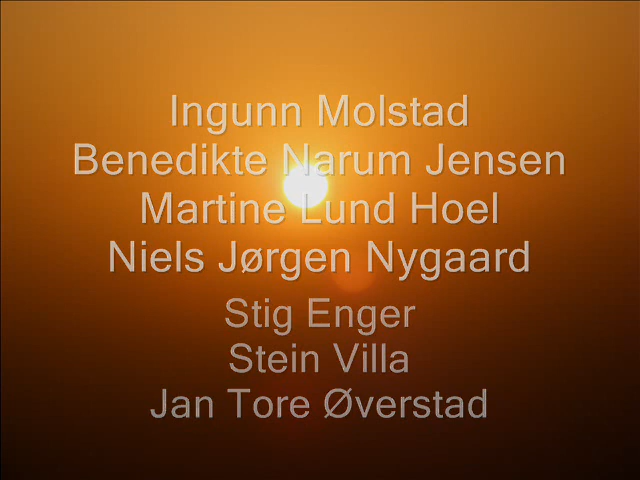 Ingunn Molstad
Benedikte Narum Jensen
Martine Lund Hoel
Niels Jørgen Nygaard
Stig Enger
Stein Villa
Jan Tore Øverstad